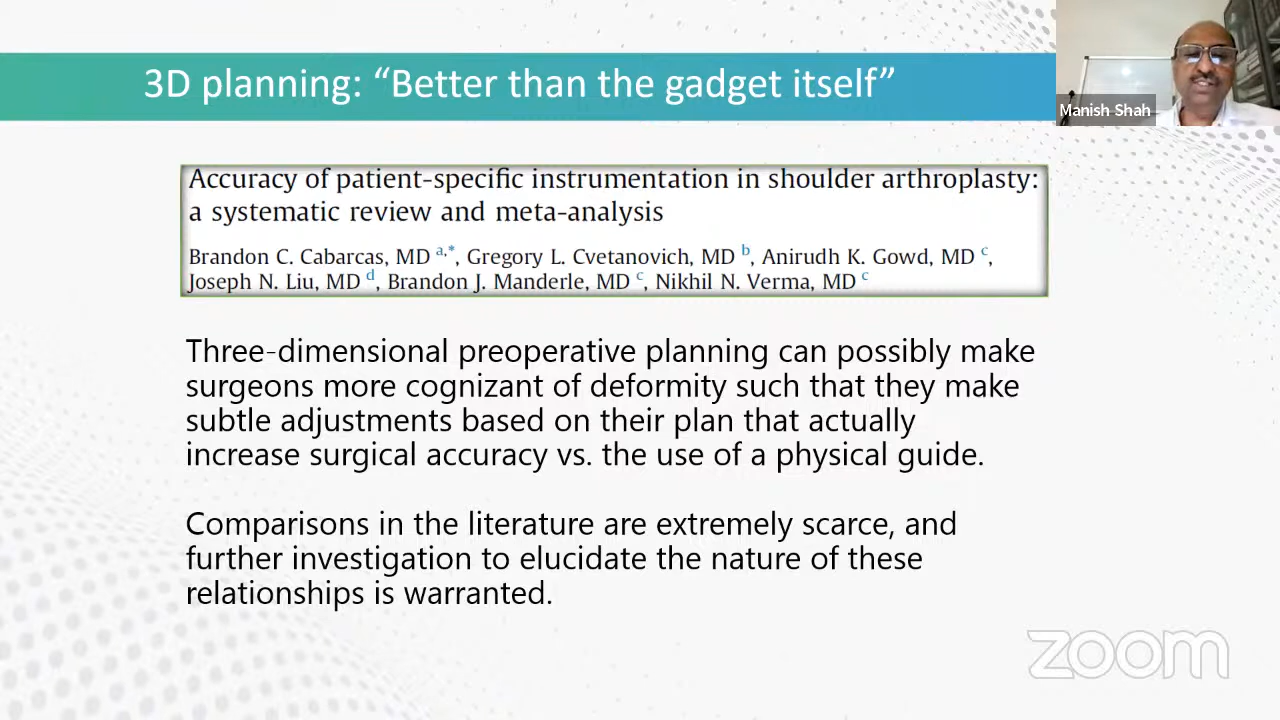 3D planning: “Better than the gadget itself”
Manish Shah
Accuracy of patient-specific instrumentation in shoulder arthroplasty:
a systematic review and meta-analysis
Brandon C. Cabarcas, MD a,*, Gregory L. Cvetanovich, MD b, Anirudh K. Gowd, MD c,
Joseph N. Liu, MD d, Brandon J. Manderle, MD c, Nikhil N. Verma, MD c
Three-dimensional preoperative planning can possibly make
surgeons more cognizant of deformity such that they make
subtle adjustments based on their plan that actually
increase surgical accuracy vs. the use of a physical guide.
Comparisons in the literature are extremely scarce, and
further investigation to elucidate the nature of these
relationships is warranted.
zoom